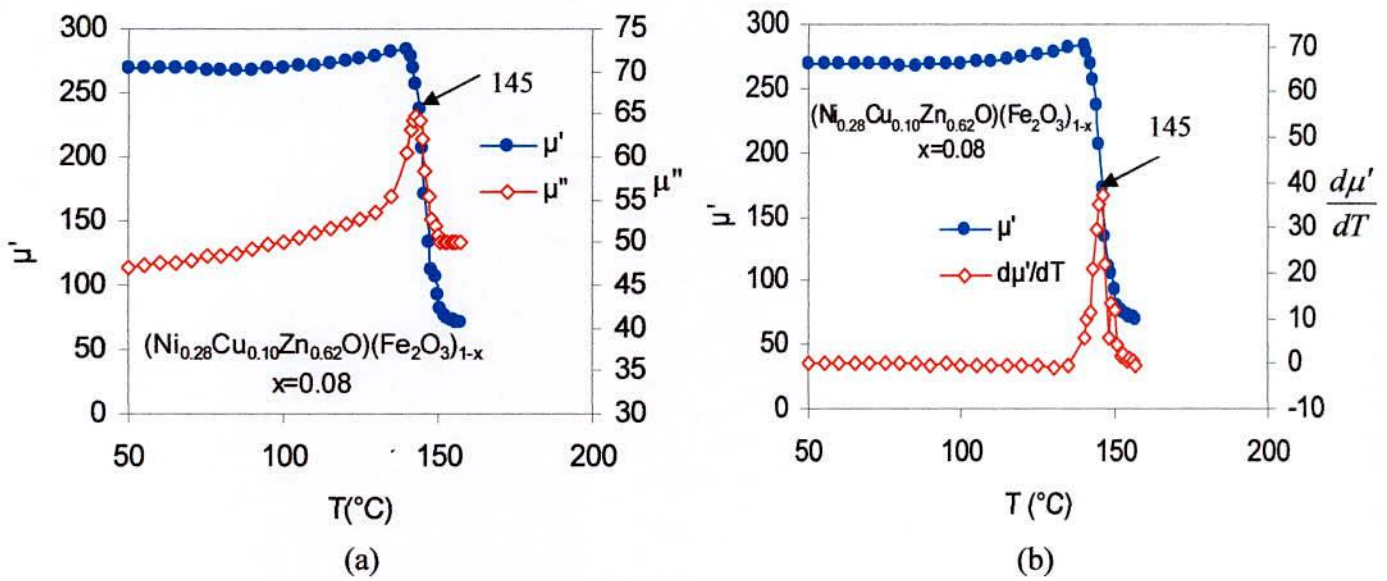 300
250
200
150
100
50
0
µ'
75
70
65
60
55
50
45
40
35
30
µ"
145
µ'
µ"
(Ni₀.₂₈Cu₀.₁₀Zn₀.₆₂O)(Fe₂O₃)₁₋ₓ
x=0.08
50 100 150 200
T(°C)
(a)
300
250
200
150
100
50
0
µ'
70
60
50
40
30
20
10
0
-10
dµ'
dT
(Ni₀.₂₈Cu₀.₁₀Zn₀.₆₂O)(Fe₂O₃)₁₋ₓ
x=0.08
145
µ'
dµ'/dT
50 100 150 200
T (°C)
(b)